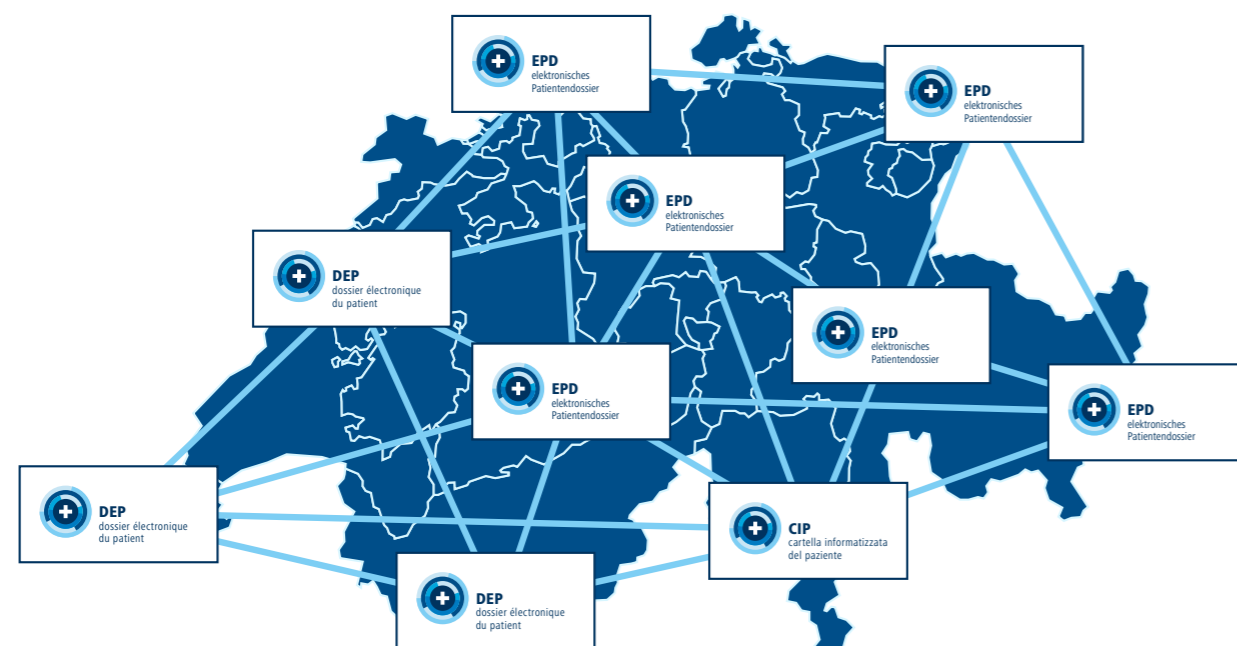 EPD
elektronisches
Patientendossier
EPD
elektronisches
Patientendossier
EPD
elektronisches
Patientendossier
DEP
dossier électronique
du patient
EPD
elektronisches
Patientendossier
EPD
elektronisches
Patientendossier
EPD
elektronisches
Patientendossier
DEP
dossier électronique
du patient
CIP
cartella informatizzata
del paziente
DEP
dossier électronique
du patient